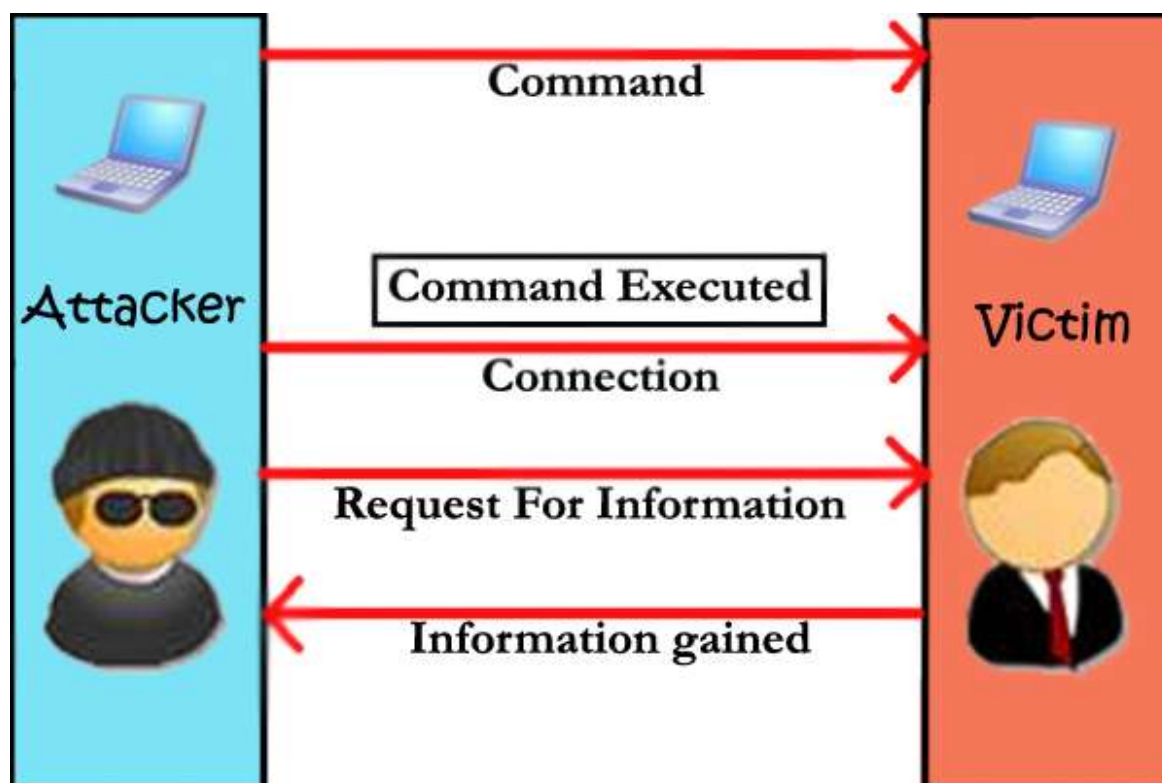 Command
Command Executed
Attacker
Victim
Connection
Request For Information
Information gained